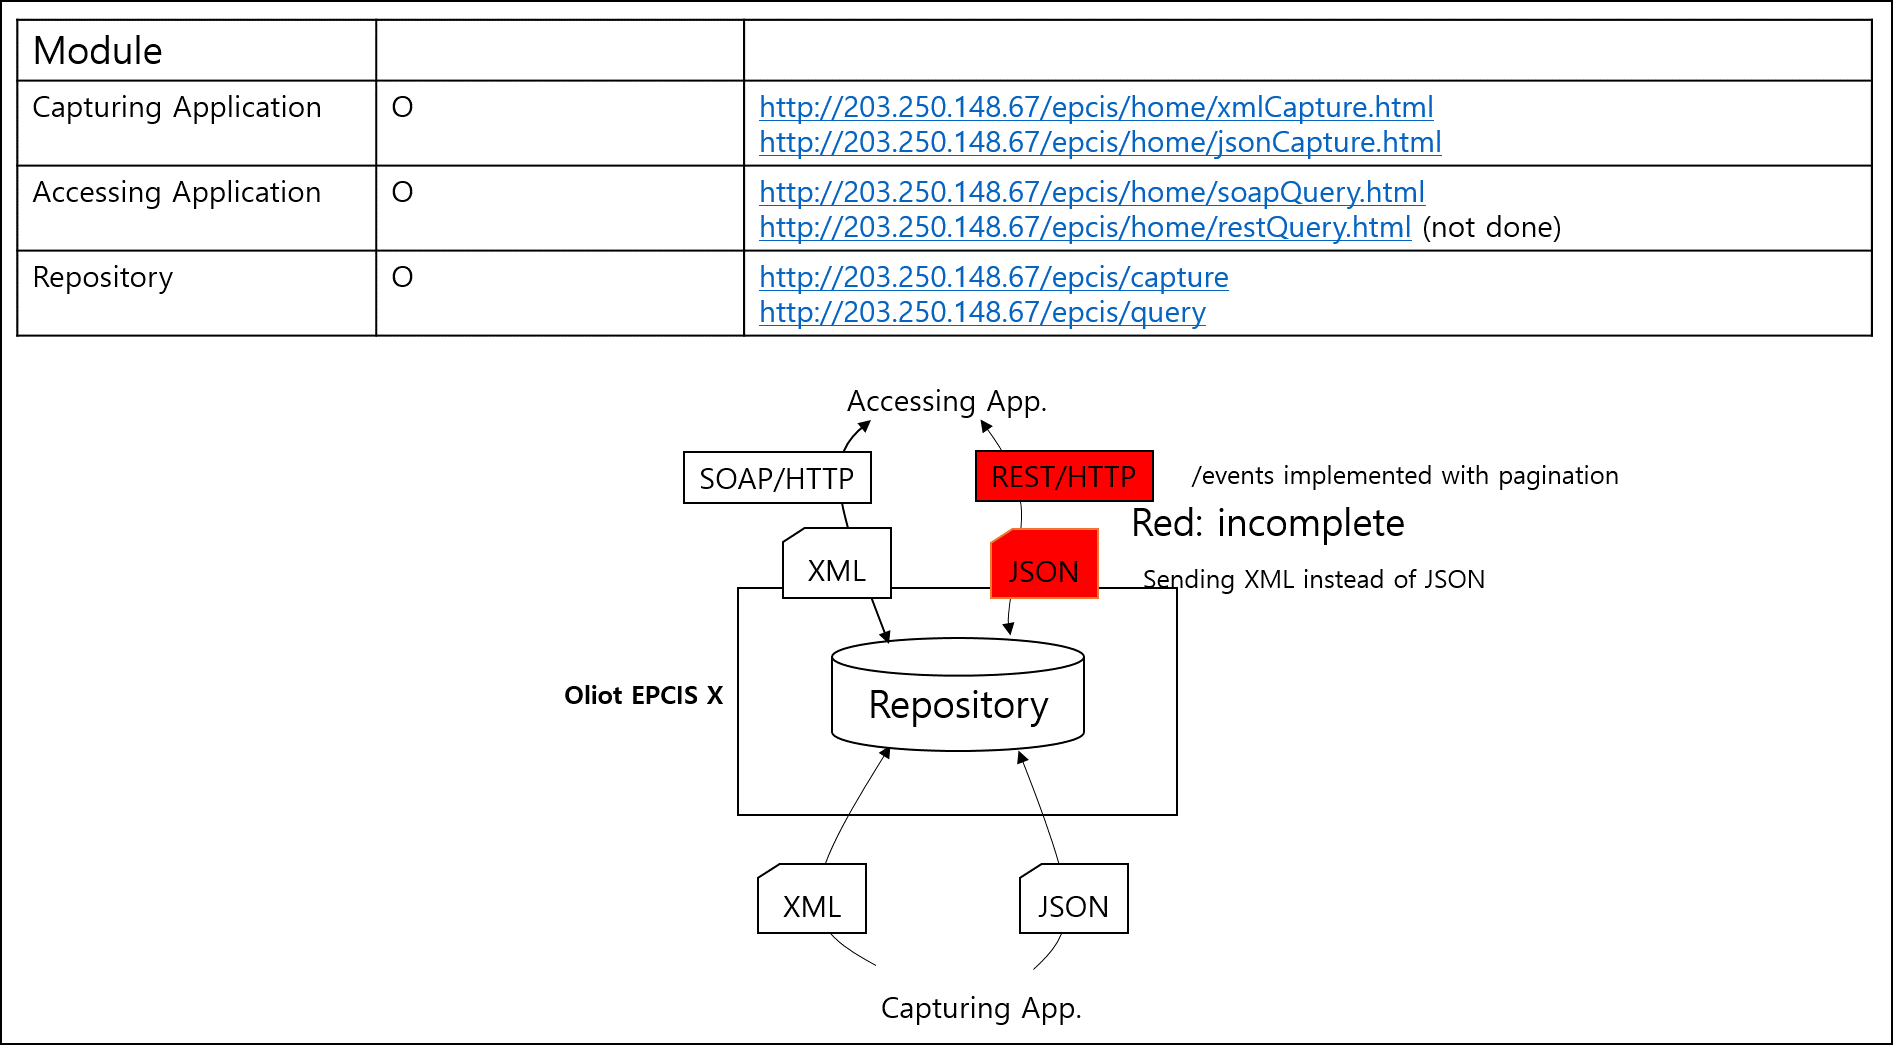 Module
Capturing Application
O
http://203.250.148.67/epcis/home/xmlCapture.html
http://203.250.148.67/epcis/home/jsonCapture.html
Accessing Application
O
http://203.250.148.67/epcis/home/soapQuery.html
http://203.250.148.67/epcis/home/restQuery.html (not done)
Repository
O
http://203.250.148.67/epcis/capture
http://203.250.148.67/epcis/query
Accessing App.
SOAP/HTTP
REST/HTTP
/events implemented with pagination
Red: incomplete
XML
JSON
Sending XML instead of JSON
Oliot EPCIS X
Repository
XML
JSON
Capturing App.